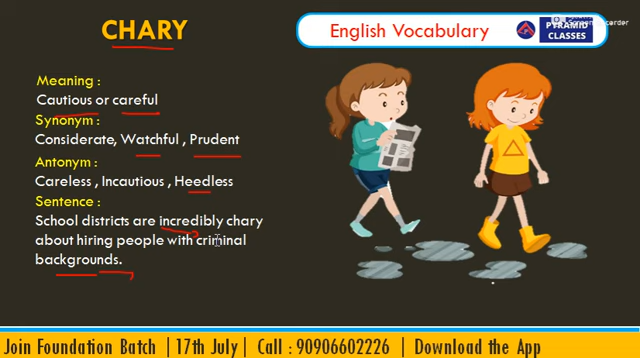 CHARY
English Vocabulary
PYRAMID
CLASSES
Meaning :
Cautious or careful
Synonym :
Considerate, Watchful , Prudent
Antonym :
Careless , Incautious , Heedless
Sentence :
School districts are incredibly chary
about hiring people with criminal
backgrounds.
Join Foundation Batch | 17th July | Call : 90906602226 | Download the App